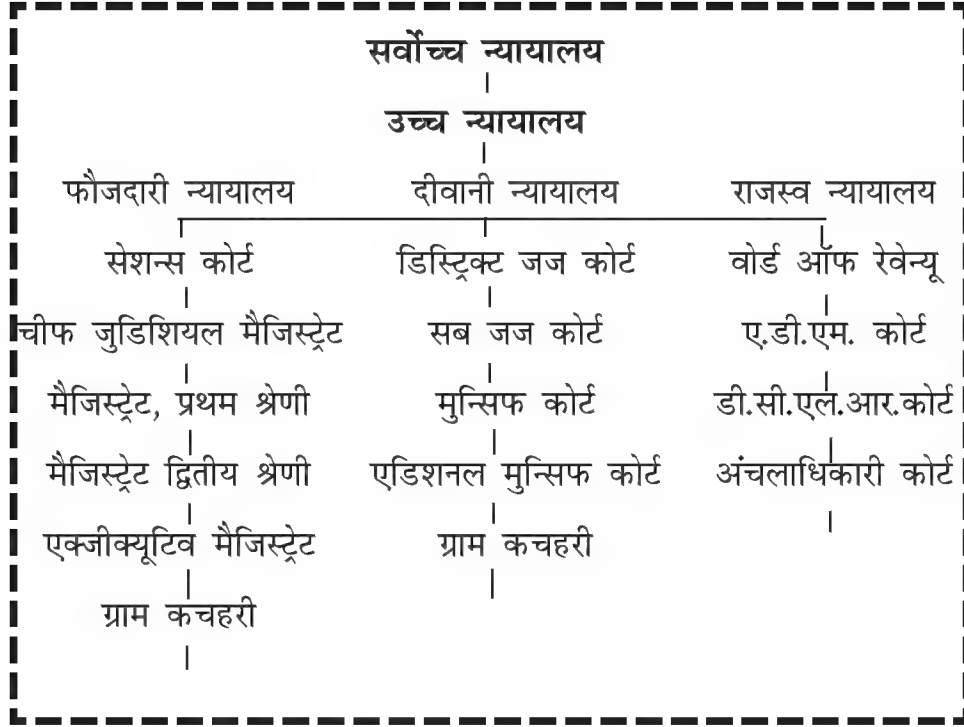 सर्वोच्च न्यायालय
उच्च न्यायालय
फौजदारी न्यायालय दीवानी न्यायालय राजस्व न्यायालय
सेशन्स कोर्ट डिस्ट्रिक्ट जज कोर्ट वोर्ड ऑफ रेवेन्यू
चीफ जुडिशियल मैजिस्ट्रेट सब जज कोर्ट ए.डी.एम. कोर्ट
मैजिस्ट्रेट, प्रथम श्रेणी मुन्सिफ कोर्ट डी.सी.एल.आर.कोर्ट
मैजिस्ट्रेट द्वितीय श्रेणी एडिशनल मुन्सिफ कोर्ट अंचलाधिकारी कोर्ट
एक्जीक्यूटिव मैजिस्ट्रेट ग्राम कचहरी
ग्राम कचहरी